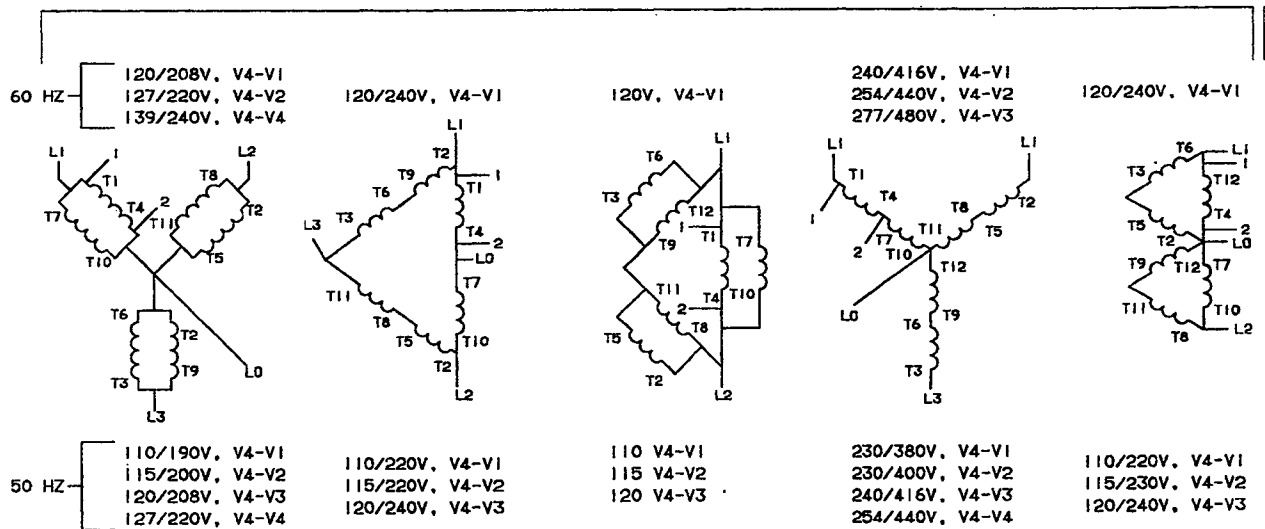 60 HZ
120/208V, V4-V1
127/220V, V4-V2
139/240V, V4-V4
120/240V, V4-V1
120V, V4-V1
240/416V, V4-V1
254/440V, V4-V2
277/480V, V4-V3
120/240V, V4-V1
L1
1
L2
T1
T8
T7
T4
2
T11
T2
T10
T5
T6
T2
T3
T9
L0
L3
L1
T2
T9
1
T6
T1
T3
L3
T4
2
L0
T7
T11
T8
T5
T10
T2
L2
L1
T6
T3
T12
1
T1
T7
T9
T11
T4
T10
2
T8
T5
T2
L2
L1
L1
T1
T4
T8
T2
1
T11
T5
2
T7
T10
T12
L0
T6
T9
T3
L3
T6
L1
1
T3
T12
T5
T4
2
T2
L0
T9
T12
T7
T11
T10
T8
L2
50 HZ
110/190V, V4-V1
115/200V, V4-V2
120/208V, V4-V3
127/220V, V4-V4
110/220V, V4-V1
115/220V, V4-V2
120/240V, V4-V3
110 V4-V1
115 V4-V2
120 V4-V3
230/380V, V4-V1
230/400V, V4-V2
240/416V, V4-V3
254/440V, V4-V4
110/220V, V4-V1
115/230V, V4-V2
120/240V, V4-V3